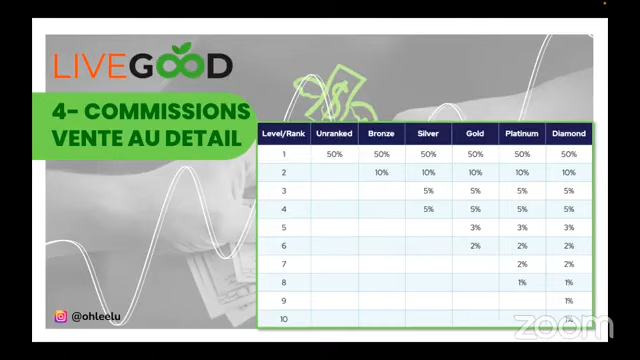 LIVEGOOD
4- COMMISSIONS
VENTE AU DETAIL
Level/Rank Unranked Bronze Silver Gold Platinum Diamond
1 50% 50% 50% 50% 50% 50%
2 10% 10% 10% 10% 10%
3 5% 5% 5% 5%
4 5% 5% 5% 5%
5 3% 3% 3%
6 2% 2% 2%
7 2% 2%
8 1% 1%
9 1%
10 1%
@ohleelu
zoom